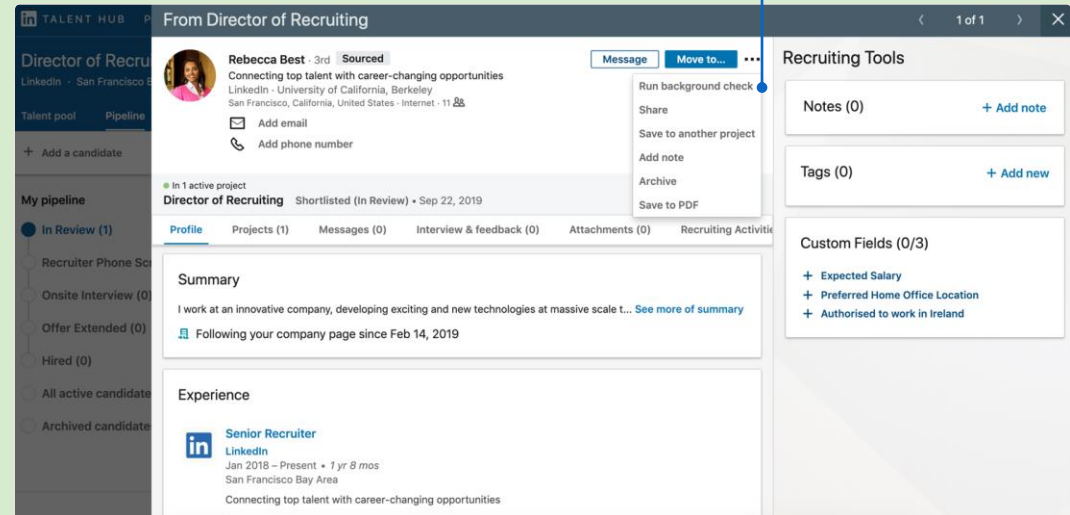 in TALENT HUB P
From Director of Recruiting
1 of 1
Director of Recru
LinkedIn · San Francisco B
Talent pool Pipeline
+ Add a candidate
My pipeline
In Review (1)
Recruiter Phone Scr
Onsite Interview (0)
Offer Extended (0)
Hired (0)
All active candidate
Archived candidate
Rebecca Best · 3rd Sourced
Connecting top talent with career-changing opportunities
LinkedIn · University of California, Berkeley
San Francisco, California, United States · Internet · 11
Add email
Add phone number
Message Move to... •••
Run background check
Share
Save to another project
Add note
Archive
Save to PDF
In 1 active project
Director of Recruiting Shortlisted (In Review) • Sep 22, 2019
Profile Projects (1) Messages (0) Interview & feedback (0) Attachments (0) Recruiting Activitie
Summary
I work at an innovative company, developing exciting and new technologies at massive scale t... See more of summary
Following your company page since Feb 14, 2019
Experience
in
Senior Recruiter
LinkedIn
Jan 2018 – Present • 1 yr 8 mos
San Francisco Bay Area
Connecting top talent with career-changing opportunities
Recruiting Tools
Notes (0) + Add note
Tags (0) + Add new
Custom Fields (0/3)
+ Expected Salary
+ Preferred Home Office Location
+ Authorised to work in Ireland